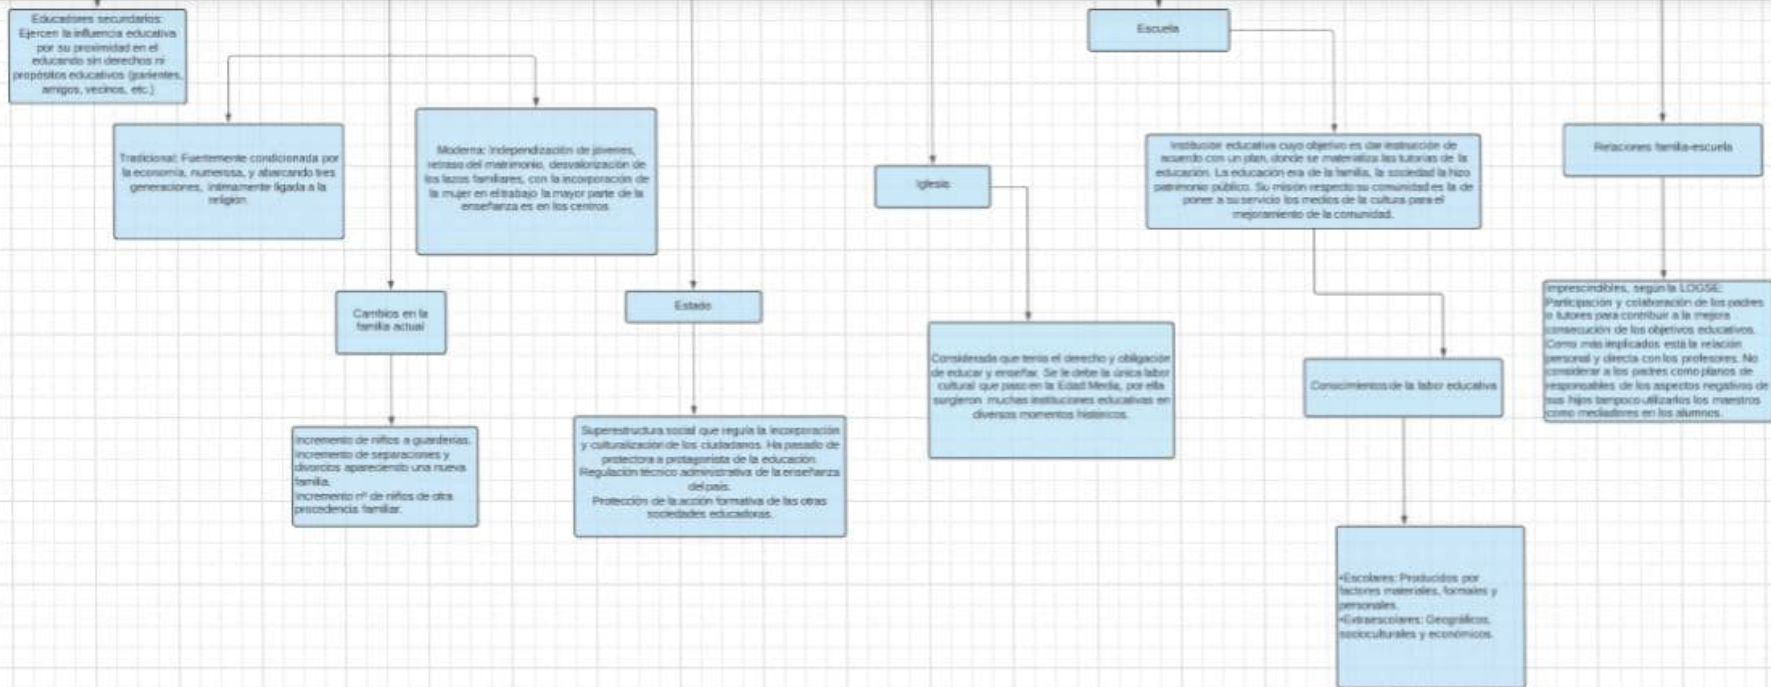 Educadores secundarios:
Ejercen la influencia educativa
por su proximidad en el
educando sin derechos ni
propósitos educativos (parientes,
amigos, vecinos, etc.)
Tradicional: Fuertemente condicionada por
la economía, numerosa, y abarcando tres
generaciones, íntimamente ligada a la
religión
Moderna: Independización de jóvenes,
retraso del matrimonio, desvalorización de
los lazos familiares, con la incorporación de
la mujer en el trabajo la mayor parte de la
enseñanza es en los centros
Cambios en la
familia actual
Incremento de niños a guarderías.
Incremento de separaciones y
divorcios apareciendo una nueva
familia.
Incremento nº de niños de otra
procedencia familiar.
Estado
Superestructura social que regula la incorporación
y culturalización de los ciudadanos. Ha pasado de
protectora a protagonista de la educación.
Regulación técnico administrativa de la enseñanza
del país.
Protección de la acción formativa de las otras
sociedades educadoras.
Iglesia
Considerada que tenía el derecho y obligación
de educar y enseñar. Se le debe la única labor
cultural que paso en la Edad Media, por ella
surgieron muchas instituciones educativas en
diversos momentos históricos.
Escuela
Institución educativa cuyo objetivo es dar instrucción de
acuerdo con un plan, donde se materializa las tutorías de la
educación. La educación era de la familia, la sociedad la hizo
patrimonio público. Su misión respecto su comunidad es la de
poner a su servicio los medios de la cultura para el
mejoramiento de la comunidad.
Conocimientos de la labor educativa
•Escolares: Producidos por
factores materiales, formales y
personales.
•Extraescolares: Geográficos,
socioculturales y económicos.
Relaciones familia-escuela
Imprescindibles, según la LOGSE:
Participación y colaboración de los padres
o tutores para contribuir a la mejora
consecución de los objetivos educativos.
Como más implicados está la relación
personal y directa con los profesores. No
considerar a los padres como planos de
responsables de los aspectos negativos de
sus hijos tampoco utilizarlos los maestros
como mediadores en los alumnos.